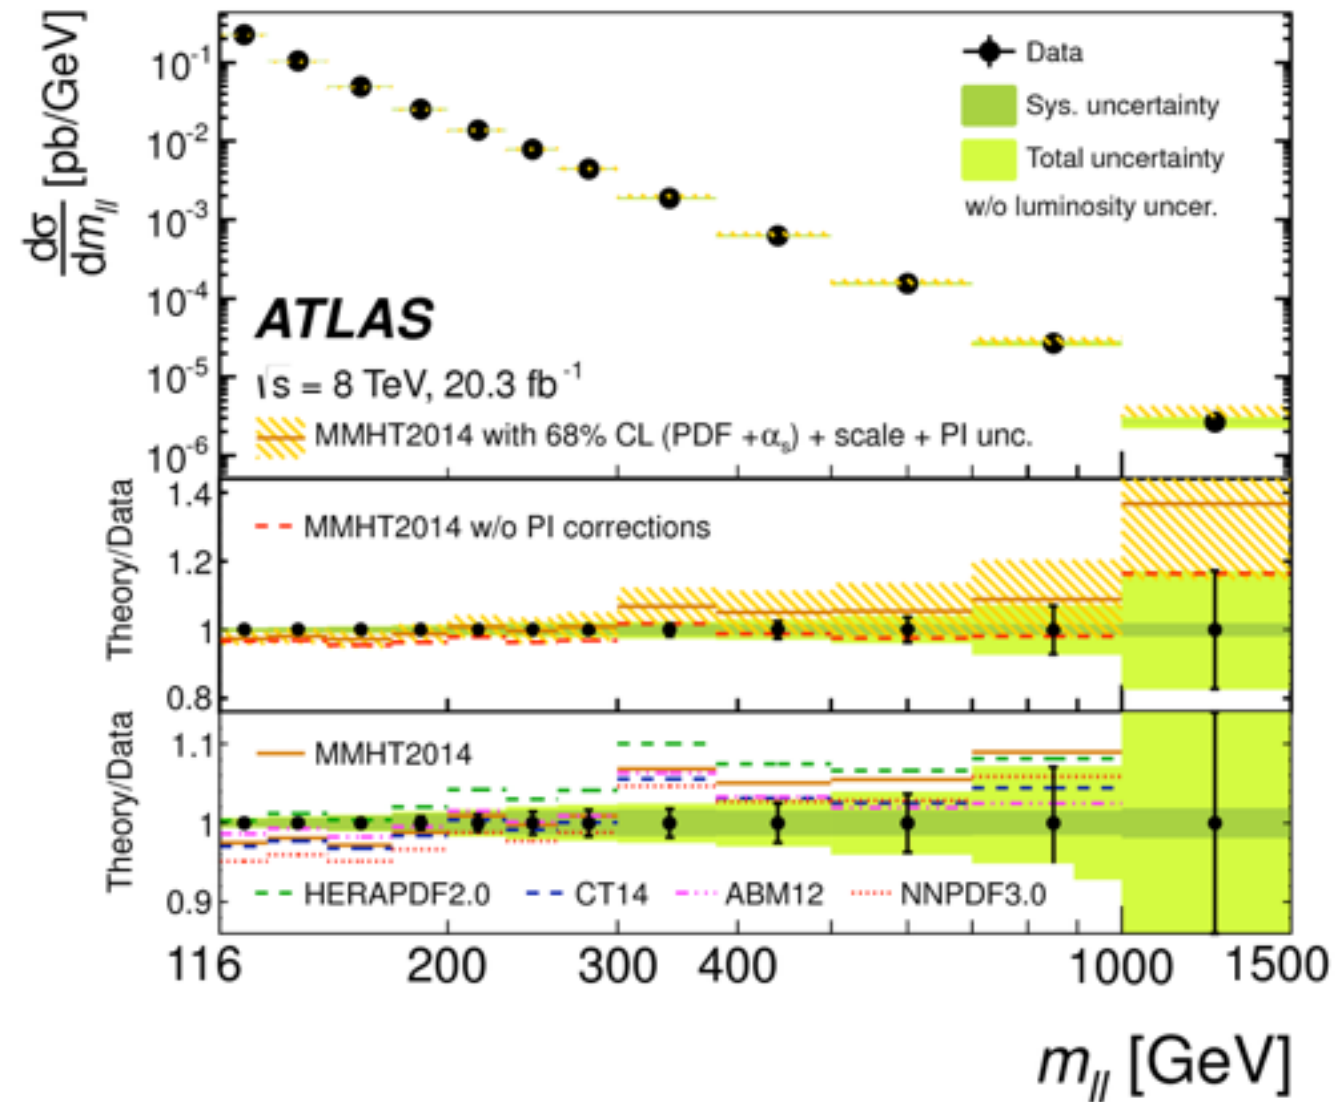 dσ/dm_ll [pb/GeV]
10^-1
10^-2
10^-3
10^-4
10^-5
10^-6
Data
Sys. uncertainty
Total uncertainty
w/o luminosity uncer.
ATLAS
√s = 8 TeV, 20.3 fb^-1
MMHT2014 with 68% CL (PDF +α_s) + scale + PI unc.
Theory/Data
1.4
1.2
1
0.8
MMHT2014 w/o PI corrections
Theory/Data
1.1
1
0.9
MMHT2014
HERAPDF2.0 CT14 ABM12 NNPDF3.0
116 200 300 400 1000 1500
m_ll [GeV]